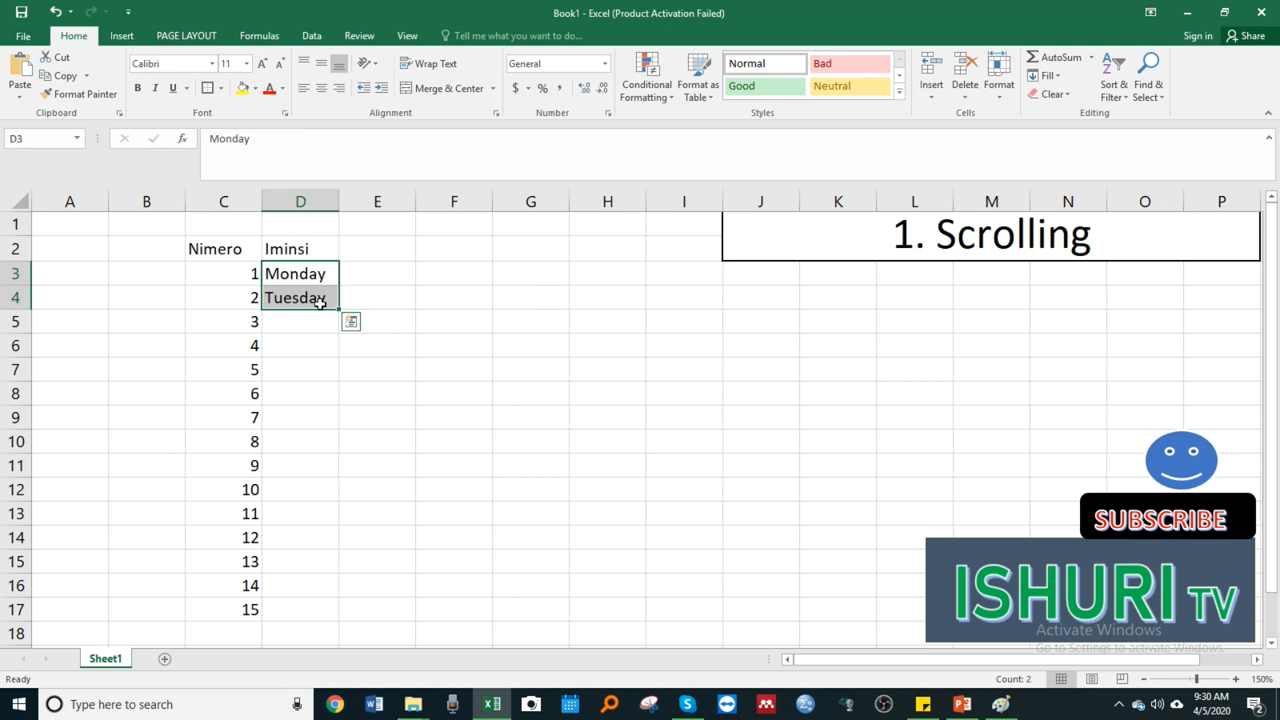 Book1 - Excel (Product Activation Failed)
File Home Insert PAGE LAYOUT Formulas Data Review View Tell me what you want to do... Sign in Share
Paste Cut Copy Format Painter Clipboard
Calibri 11 B I U Font
Wrap Text Merge & Center Alignment
General $ % , Number
Conditional Formatting Format as Table Normal Bad Good Neutral Styles
Insert Delete Format Cells
AutoSum Fill Clear Sort & Filter Find & Select Editing
D3 fx Monday
A B C D E F G H I J K L M N O P
1 1. Scrolling
2 Nimero Iminsi
3 1 Monday
4 2 Tuesday
5 3
6 4
7 5
8 6
9 7
10 8
11 9
12 10
13 11
14 12
15 13
16 14
17 15
18
SUBSCRIBE
ISHURI TV
Activate Windows
Go to Settings to activate Windows.
Sheet1
Ready Count: 2 150%
Type here to search
9:30 AM
4/5/2020
2